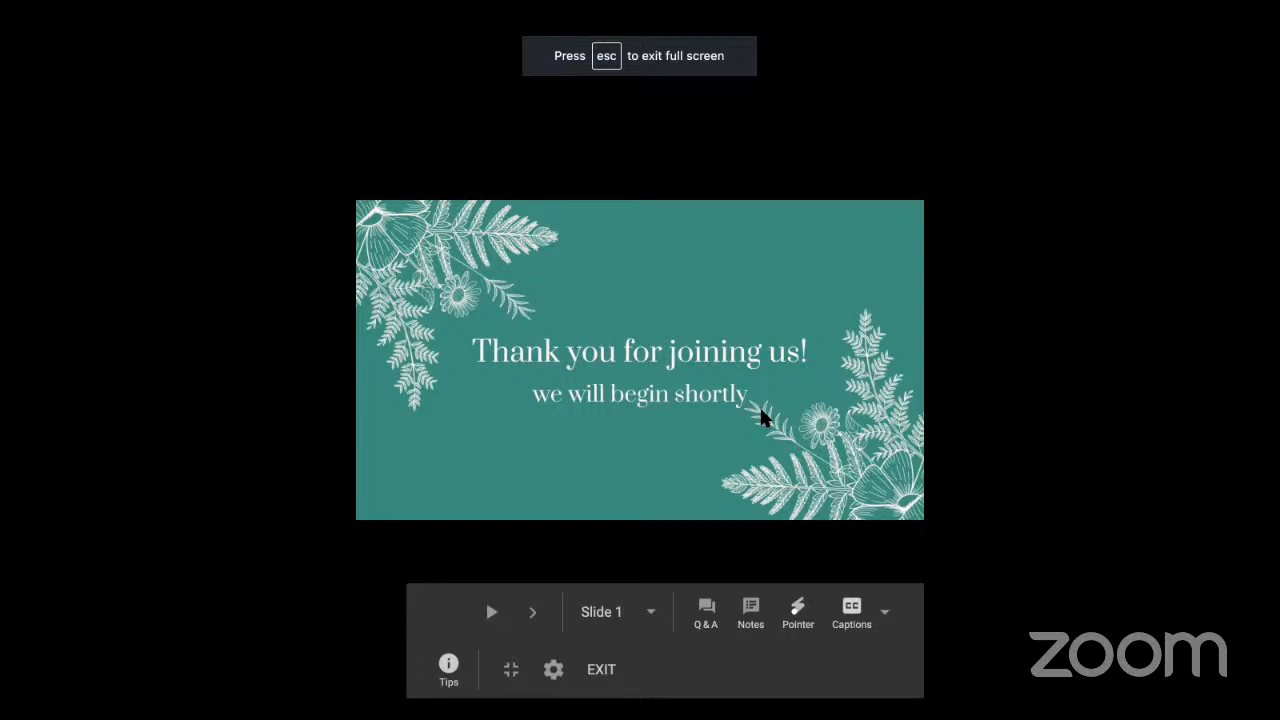 Press esc to exit full screen
Thank you for joining us!
we will begin shortly
Slide 1
Q & A
Notes
Pointer
CC
Captions
Tips
EXIT
zoom